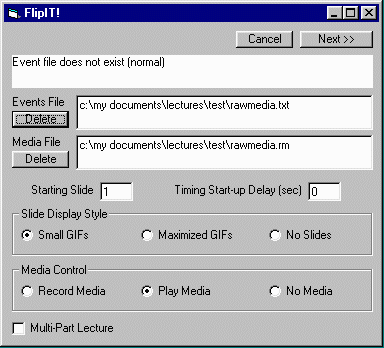 FlipIT!
Cancel Next >>
Event file does not exist (normal)
Events File
c:\my documents\lectures\test\rawmedia.txt
Delete
Media File
c:\my documents\lectures\test\rawmedia.rm
Delete
Starting Slide 1 Timing Start-up Delay (sec) 0
Slide Display Style
Small GIFs Maximized GIFs No Slides
Media Control
Record Media Play Media No Media
Multi-Part Lecture